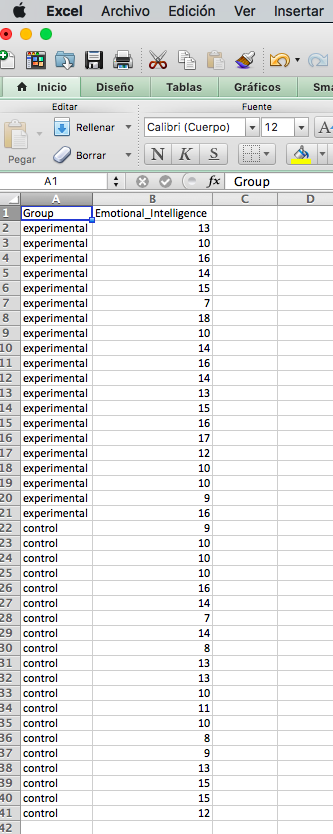 Excel Archivo Edición Ver Insertar
Inicio Diseño Tablas Gráficos
Editar Fuente
Rellenar Calibri (Cuerpo) 12
Pegar Borrar N K S
A1 fx Group
A B C D
1 Group Emotional_Intelligence
2 experimental 13
3 experimental 10
4 experimental 16
5 experimental 14
6 experimental 15
7 experimental 7
8 experimental 18
9 experimental 10
10 experimental 14
11 experimental 16
12 experimental 14
13 experimental 13
14 experimental 15
15 experimental 16
16 experimental 17
17 experimental 12
18 experimental 10
19 experimental 10
20 experimental 9
21 experimental 16
22 control 9
23 control 10
24 control 10
25 control 10
26 control 16
27 control 14
28 control 7
29 control 14
30 control 8
31 control 13
32 control 13
33 control 10
34 control 11
35 control 10
36 control 8
37 control 9
38 control 13
39 control 15
40 control 15
41 control 12
42